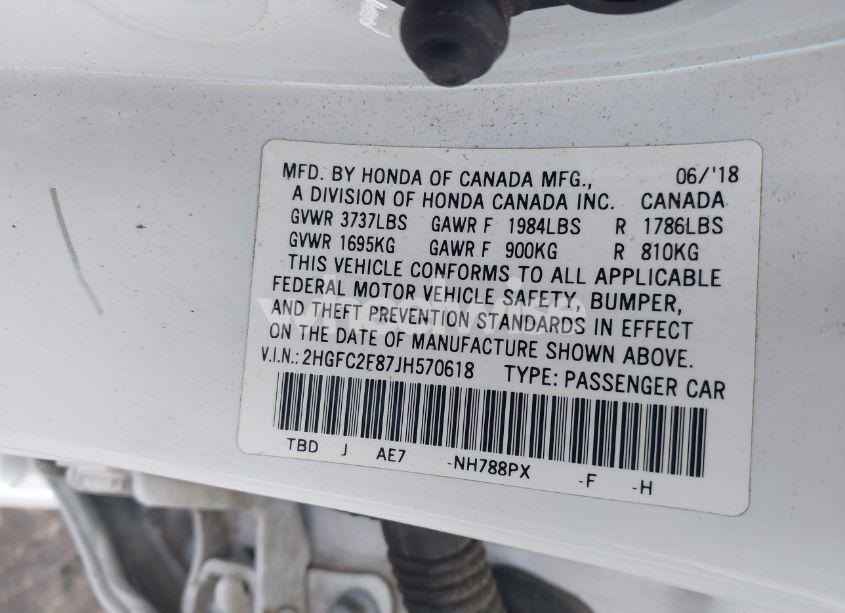 MFD. BY HONDA OF CANADA MFG., 06/'18
A DIVISION OF HONDA CANADA INC. CANADA
GVWR 3737LBS GAWR F 1984LBS R 1786LBS
GVWR 1695KG GAWR F 900KG R 810KG
THIS VEHICLE CONFORMS TO ALL APPLICABLE
FEDERAL MOTOR VEHICLE SAFETY, BUMPER,
AND THEFT PREVENTION STANDARDS IN EFFECT
ON THE DATE OF MANUFACTURE SHOWN ABOVE.
V.I.N.: 2HGFC2F87JH570618 TYPE: PASSENGER CAR
TBD J AE7 -NH788PX -F -H